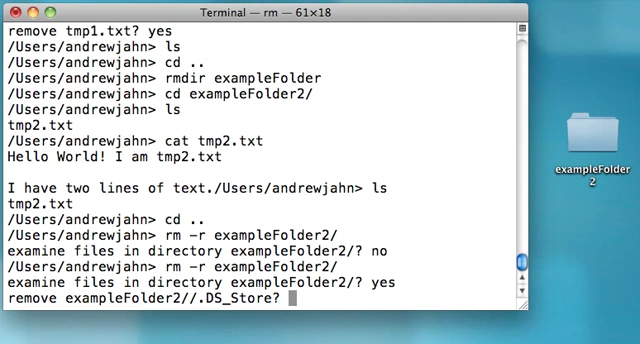 Terminal — rm — 61×18
remove tmp1.txt? yes
/Users/andrewjahn> ls
/Users/andrewjahn> cd ..
/Users/andrewjahn> rmdir exampleFolder
/Users/andrewjahn> cd exampleFolder2/
/Users/andrewjahn> ls
tmp2.txt
/Users/andrewjahn> cat tmp2.txt
Hello World! I am tmp2.txt
I have two lines of text./Users/andrewjahn> ls
tmp2.txt
/Users/andrewjahn> cd ..
/Users/andrewjahn> rm -r exampleFolder2/
examine files in directory exampleFolder2/? no
/Users/andrewjahn> rm -r exampleFolder2/
examine files in directory exampleFolder2/? yes
remove exampleFolder2//.DS_Store?
exampleFolder
2